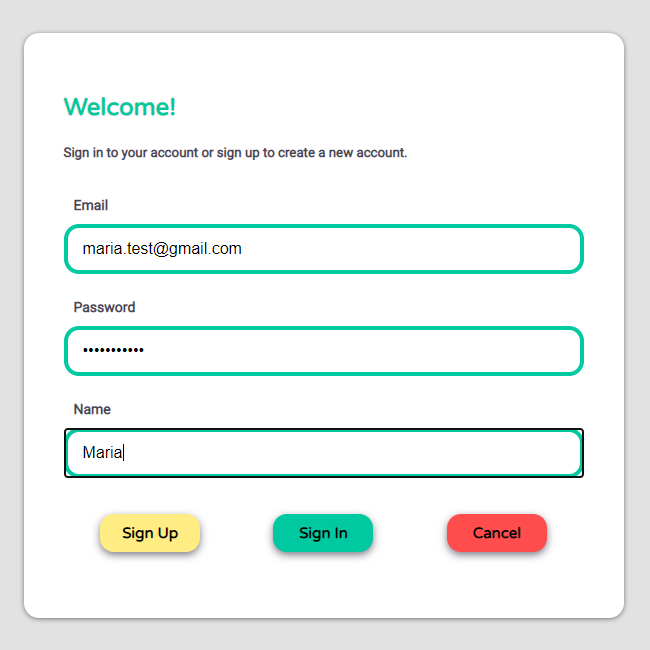 Welcome!
Sign in to your account or sign up to create a new account.
Email
maria.test@gmail.com
Password
•••••••••••
Name
Maria
Sign Up Sign In Cancel